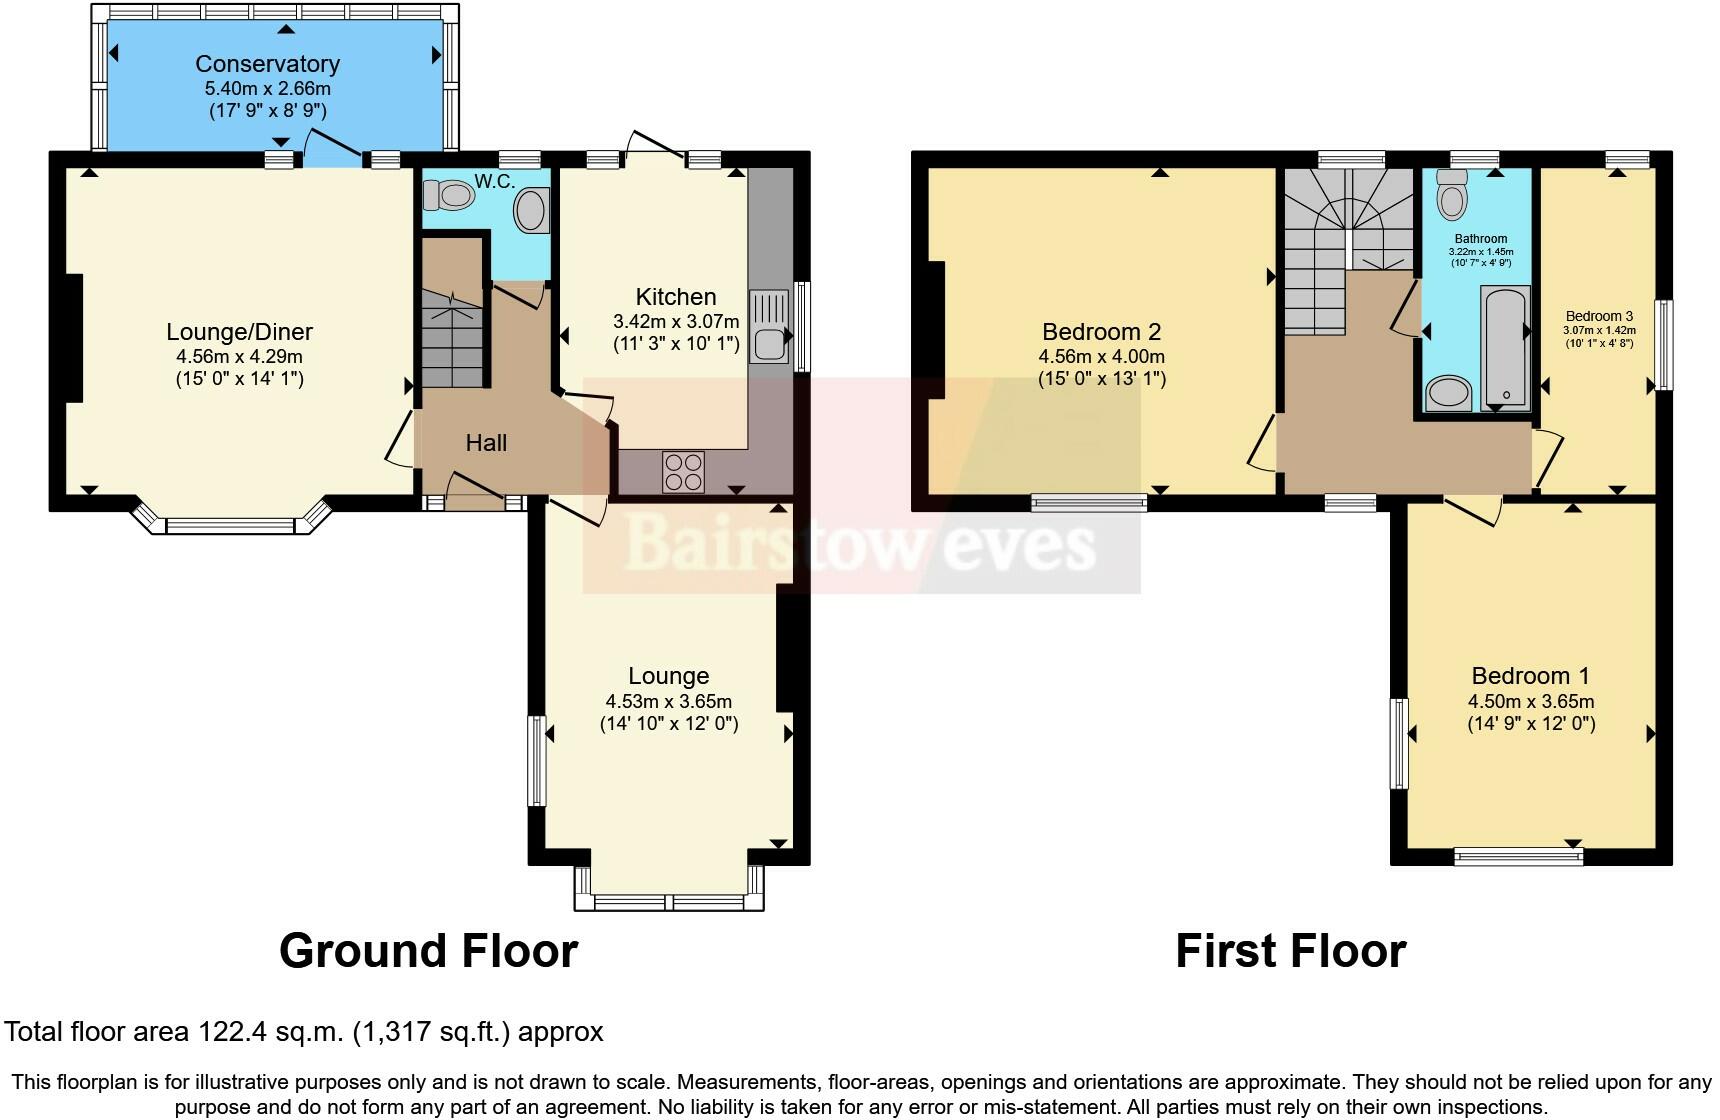 Conservatory
5.40m x 2.66m
(17' 9" x 8' 9")
W.C.
Kitchen
3.42m x 3.07m
(11' 3" x 10' 1")
Lounge/Diner
4.56m x 4.29m
(15' 0" x 14' 1")
Hall
Lounge
4.53m x 3.65m
(14' 10" x 12' 0")
Bedroom 2
4.56m x 4.00m
(15' 0" x 13' 1")
Bathroom
3.22m x 1.45m
(10' 7" x 4' 9")
Bedroom 3
3.07m x 1.42m
(10' 1" x 4' 8")
Bedroom 1
4.50m x 3.65m
(14' 9" x 12' 0")
Bairstow eves
Ground Floor
First Floor
Total floor area 122.4 sq.m. (1,317 sq.ft.) approx
This floorplan is for illustrative purposes only and is not drawn to scale. Measurements, floor-areas, openings and orientations are approximate. They should not be relied upon for any
purpose and do not form any part of an agreement. No liability is taken for any error or mis-statement. All parties must rely on their own inspections.